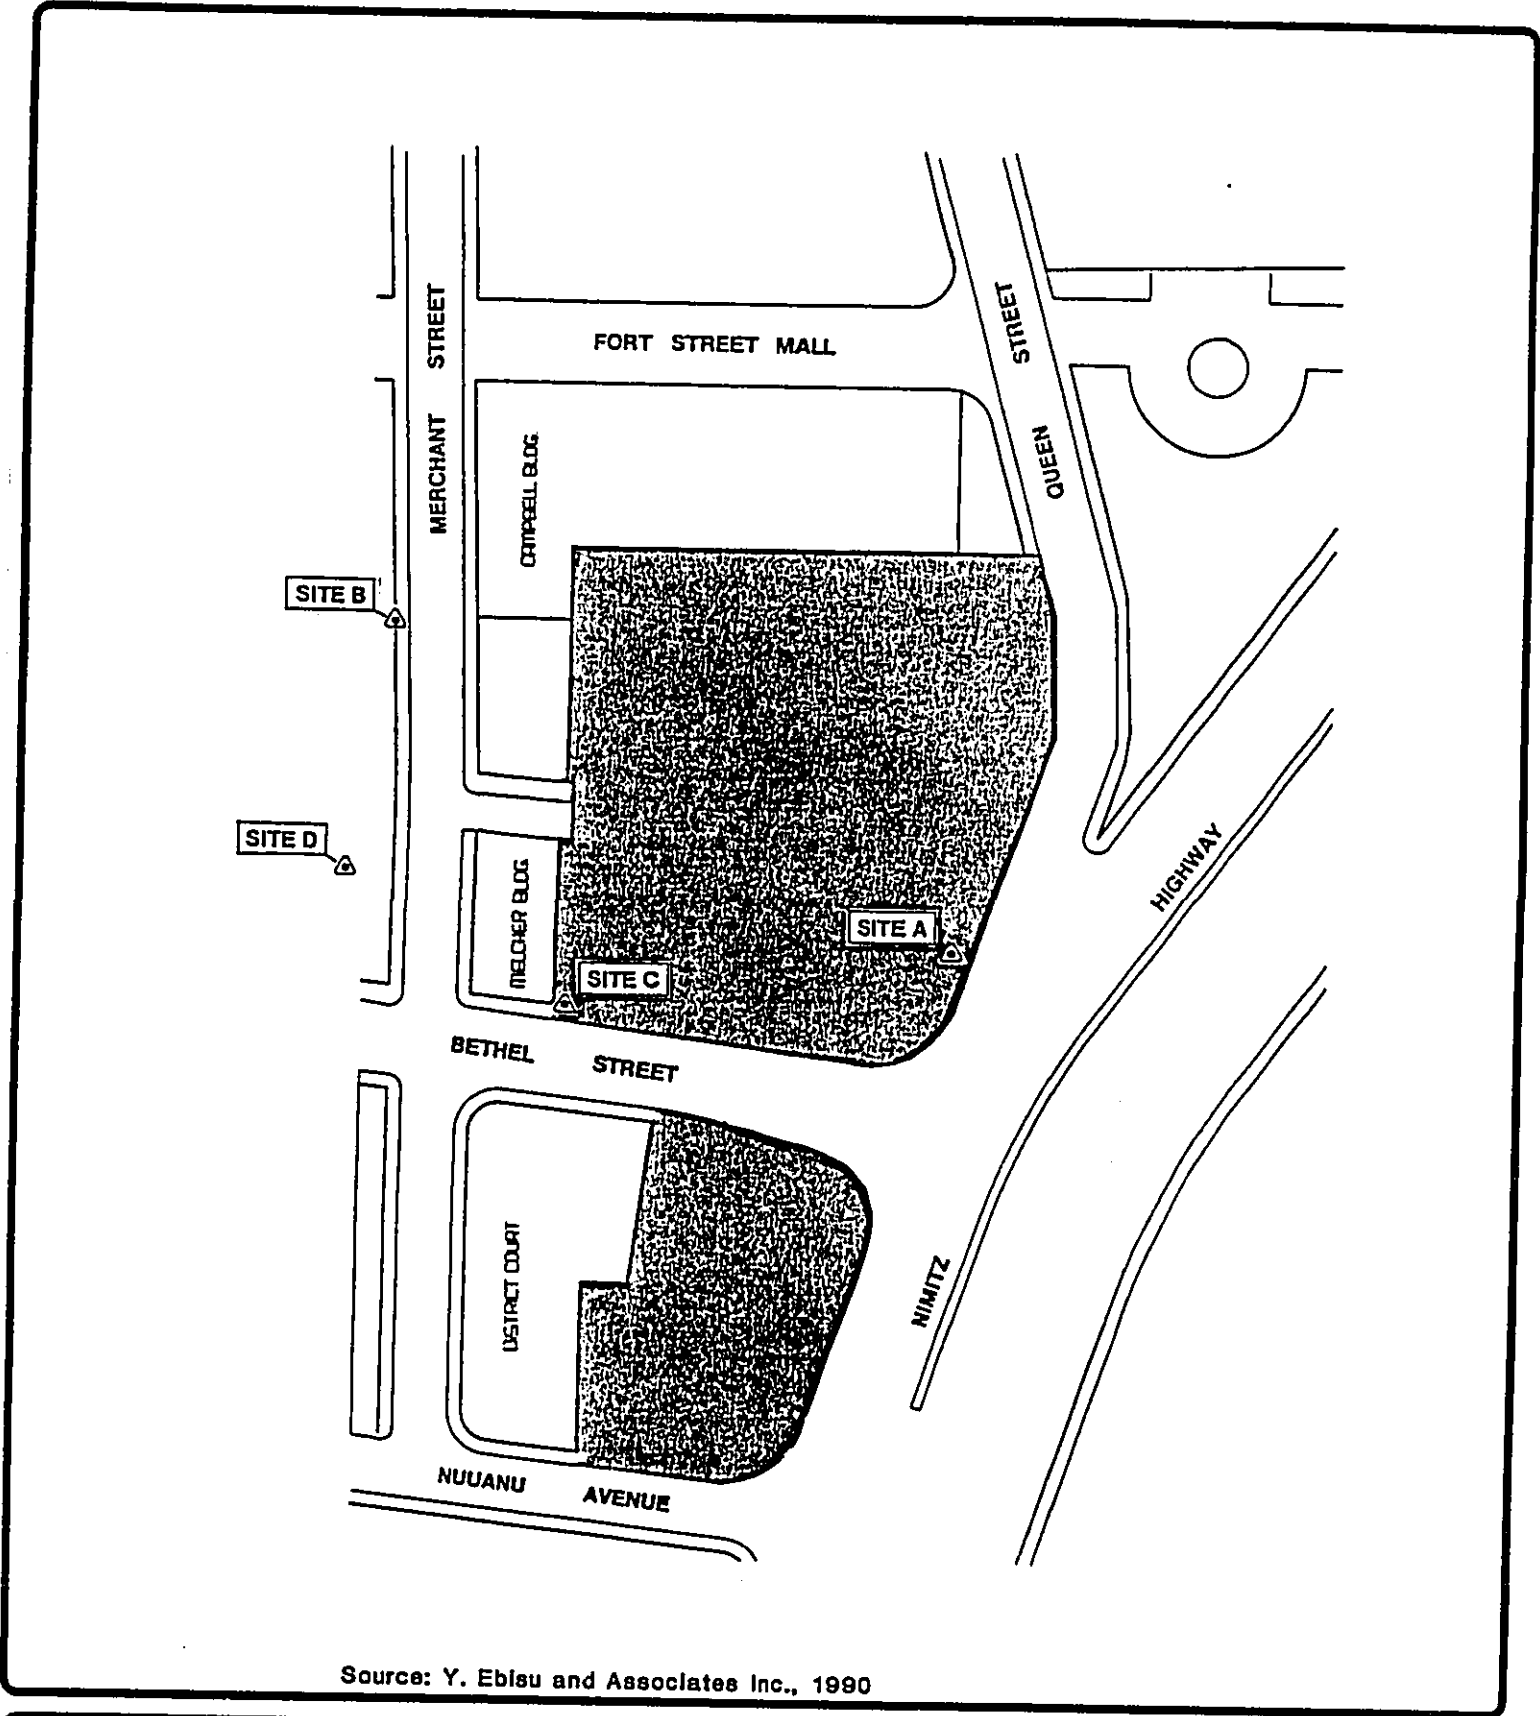 FORT STREET MALL
MERCHANT STREET
QUEEN STREET
CAMPBELL BLDG.
SITE B
SITE D
MELCHER BLDG.
SITE A
SITE C
HIGHWAY
NIMITZ
BETHEL STREET
DISTRICT COURT
NUUANU AVENUE
Source: Y. Ebisu and Associates Inc., 1990